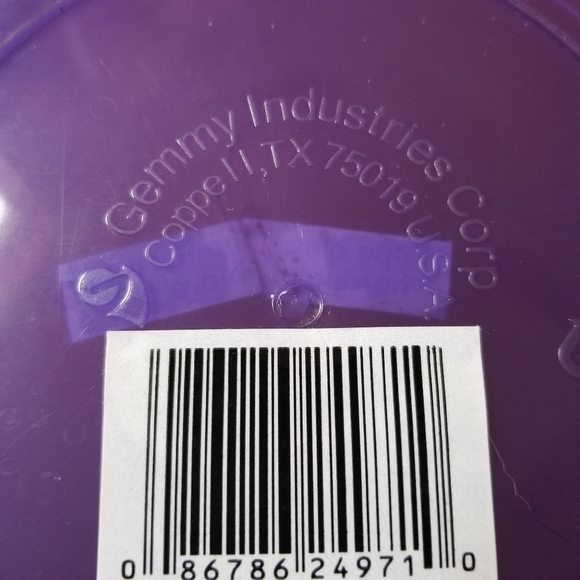 Gemmy Industries Corp
Coppell, TX 75019 U.S.A.
0 86786 24971 0